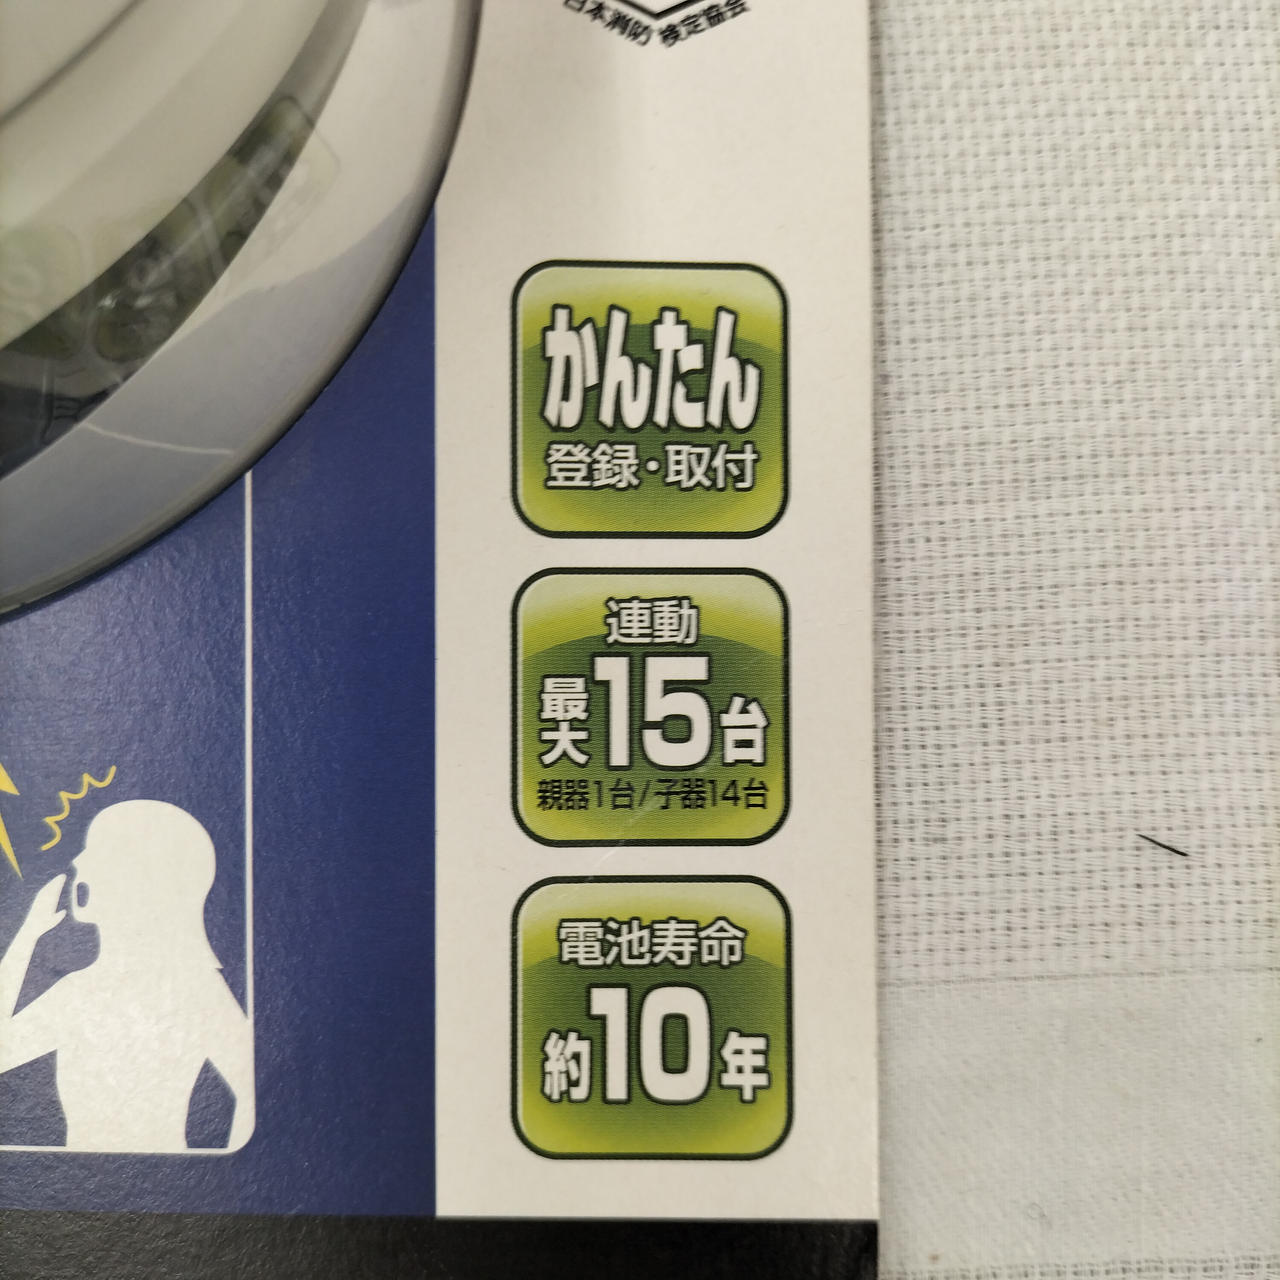 日本消防検定協会
かんたん
登録・取付
連動
最大15台
親器1台/子器14台
電池寿命
約10年